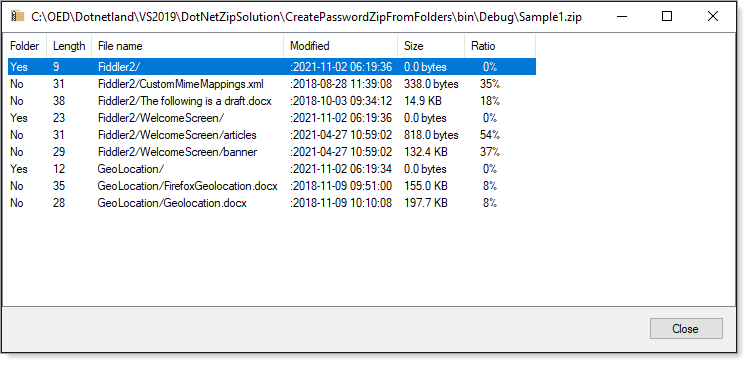 C:\OED\Dotnetland\VS2019\DotNetZipSolution\CreatePasswordZipFromFolders\bin\Debug\Sample1.zip
Folder Length File name Modified Size Ratio
Yes 9 Fiddler2/ :2021-11-02 06:19:36 0.0 bytes 0%
No 31 Fiddler2/CustomMimeMappings.xml :2018-08-28 11:39:08 338.0 bytes 35%
No 38 Fiddler2/The following is a draft.docx :2018-10-03 09:34:12 14.9 KB 18%
Yes 23 Fiddler2/WelcomeScreen/ :2021-11-02 06:19:36 0.0 bytes 0%
No 31 Fiddler2/WelcomeScreen/articles :2021-04-27 10:59:02 818.0 bytes 54%
No 29 Fiddler2/WelcomeScreen/banner :2021-04-27 10:59:02 132.4 KB 37%
Yes 12 GeoLocation/ :2021-11-02 06:19:34 0.0 bytes 0%
No 35 GeoLocation/FirefoxGeolocation.docx :2018-11-09 09:51:00 155.0 KB 8%
No 28 GeoLocation/Geolocation.docx :2018-11-09 10:10:08 197.7 KB 8%
Close